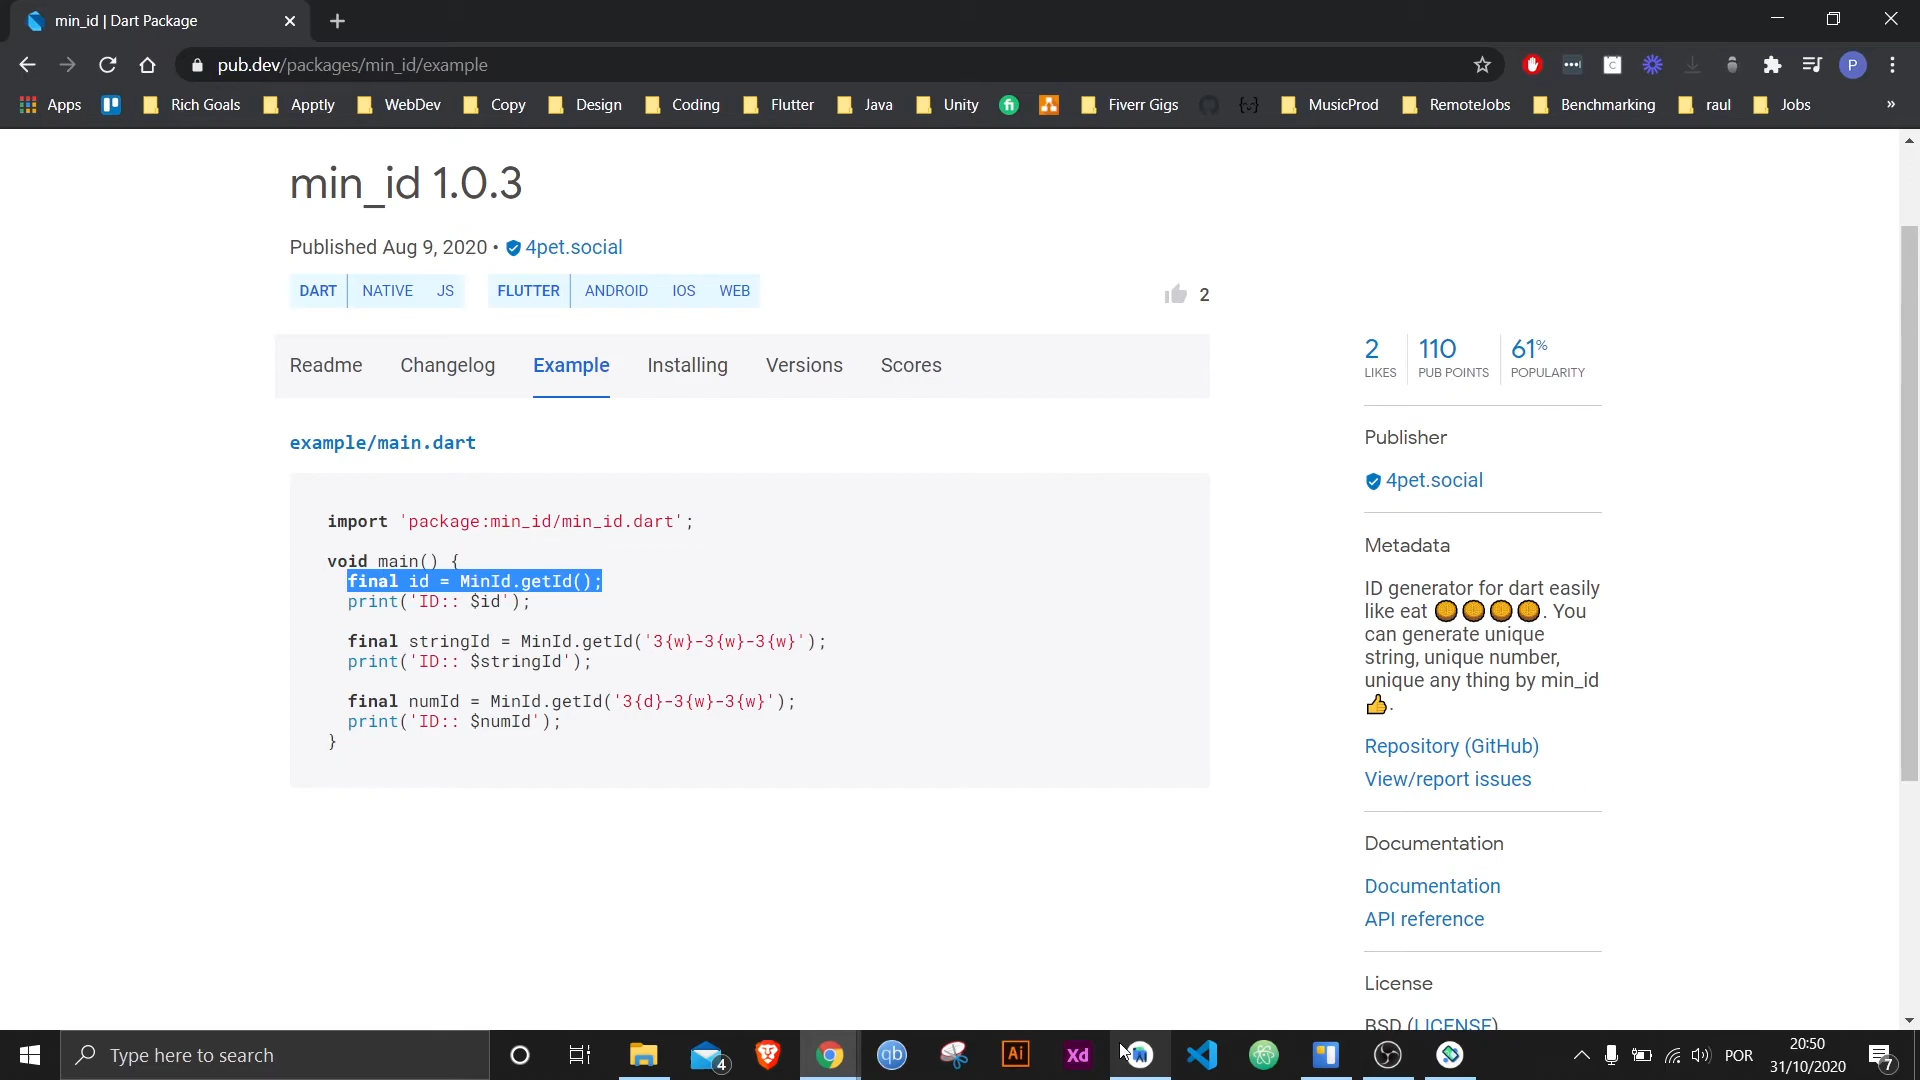 min_id | Dart Package
pub.dev/packages/min_id/example
P
Apps Rich Goals Apptly WebDev Copy Design Coding Flutter Java Unity Fiverr Gigs MusicProd RemoteJobs Benchmarking raul Jobs »
min_id 1.0.3
Published Aug 9, 2020 • 4pet.social
DART NATIVE JS FLUTTER ANDROID IOS WEB
2
Readme Changelog Example Installing Versions Scores
example/main.dart
import 'package:min_id/min_id.dart';
void main() {
final id = MinId.getId();
print('ID:: $id');
final stringId = MinId.getId('3{w}-3{w}-3{w}');
print('ID:: $stringId');
final numId = MinId.getId('3{d}-3{w}-3{w}');
print('ID:: $numId');
}
2 110 61%
LIKES PUB POINTS POPULARITY
Publisher
4pet.social
Metadata
ID generator for dart easily
like eat 🍪🍪🍪🍪. You
can generate unique
string, unique number,
unique any thing by min_id
👍.
Repository (GitHub)
View/report issues
Documentation
Documentation
API reference
License
BSD (LICENSE)
Type here to search
4
qb
Ai
Xd
POR
20:50
31/10/2020
7